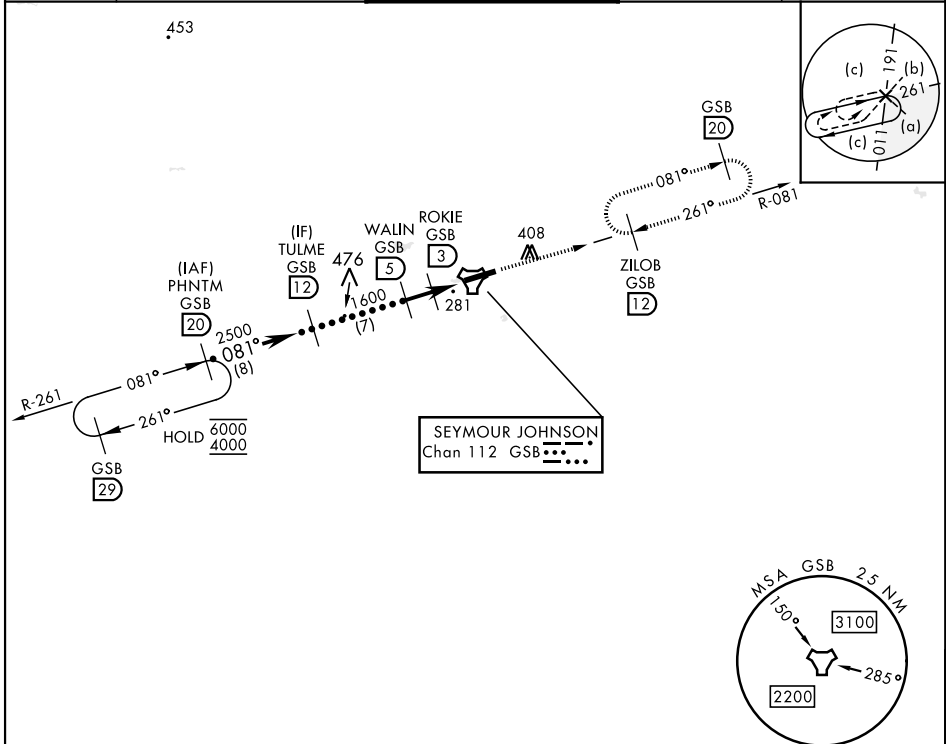 453
(c)
191
(b)
261
(a)
(c)
011
GSB
20
081°
261°
R-081
ZILOB
GSB
12
408
ROKIE
GSB
3
WALIN
GSB
5
476
1600
(7)
281
(IF)
TULME
GSB
12
(IAF)
PHNTM
GSB
20
2500
081°
(8)
081°
261°
R-261
HOLD 6000
4000
GSB
29
SEYMOUR JOHNSON
Chan 112 GSB
MSA GSB 25 NM
150°
3100
285°
2200